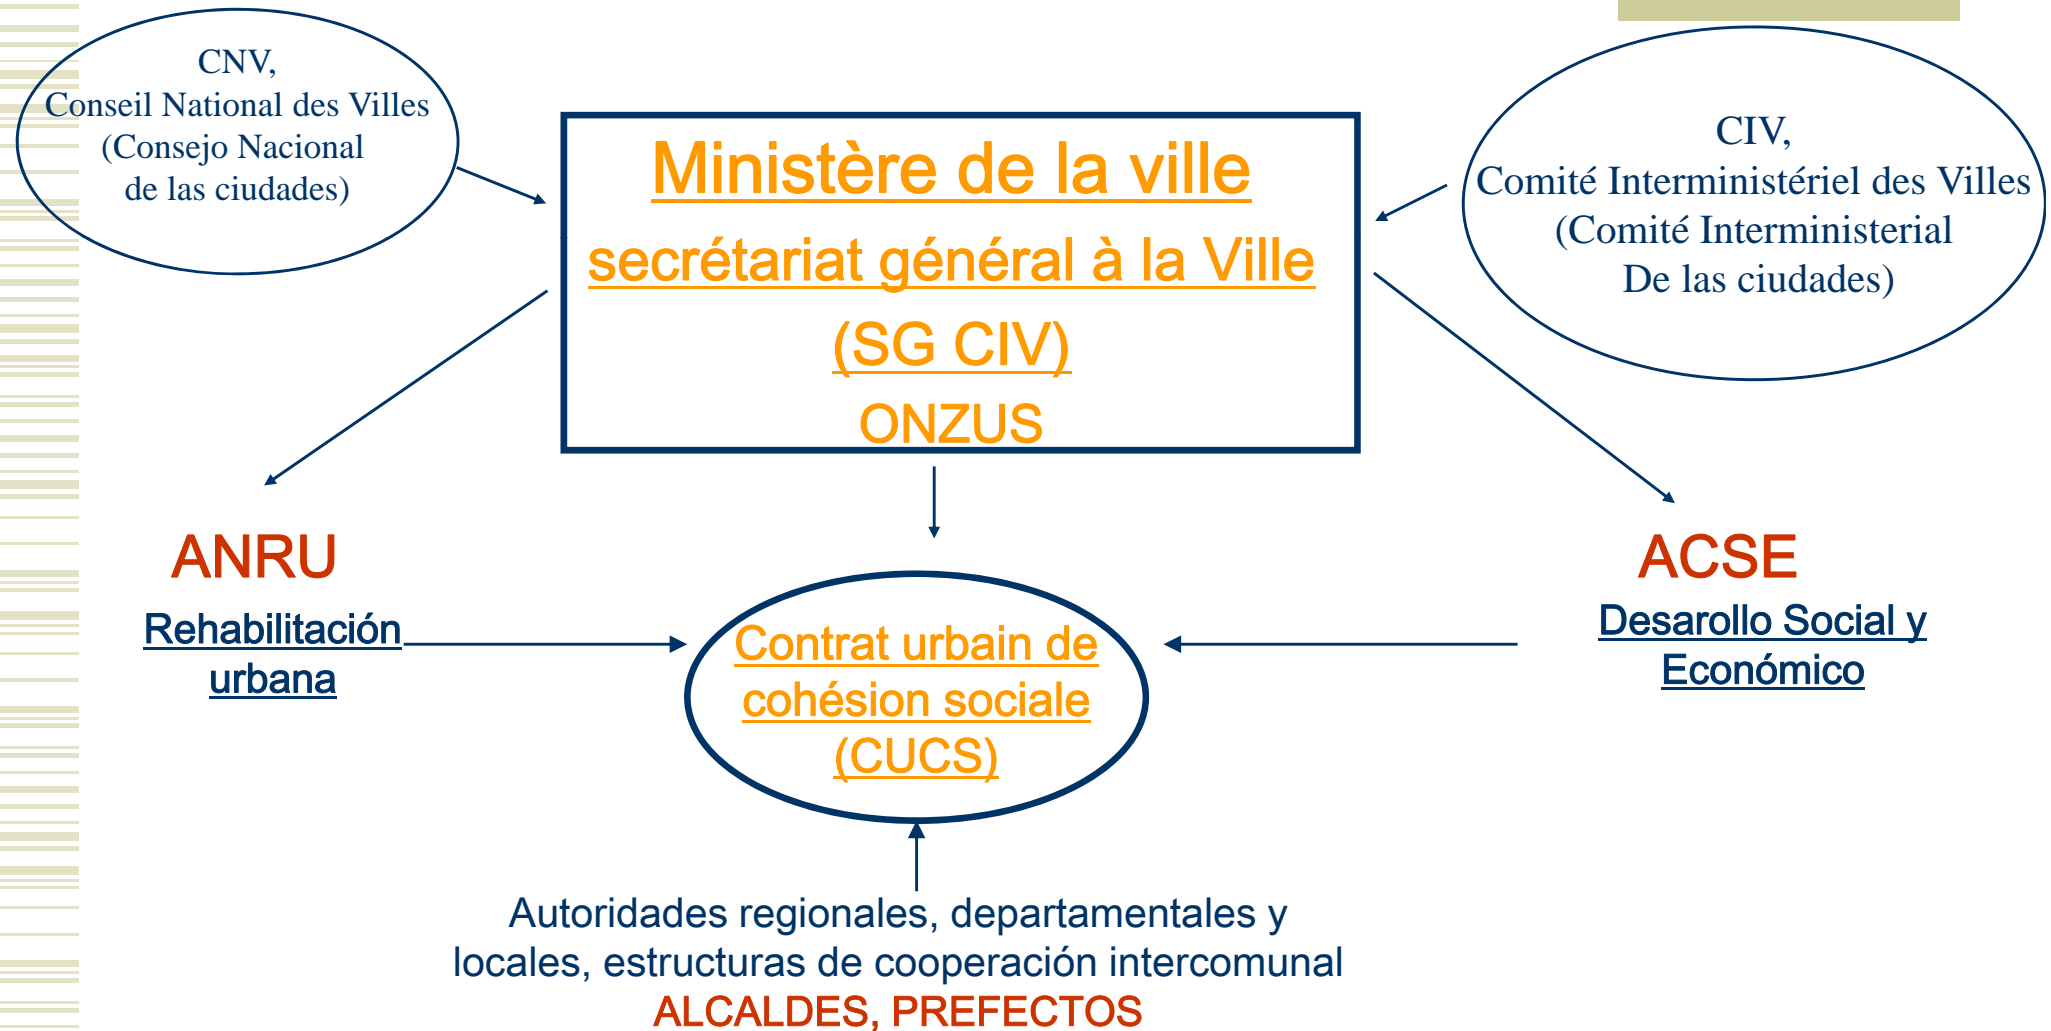 CNV,
Conseil National des Villes
(Consejo Nacional
de las ciudades)
Ministère de la ville
secrétariat général à la Ville
(SG CIV)
ONZUS
CIV,
Comité Interministériel des Villes
(Comité Interministerial
De las ciudades)
ANRU
Rehabilitación
urbana
Contrat urbain de
cohésion sociale
(CUCS)
ACSE
Desarollo Social y
Económico
Autoridades regionales, departamentales y
locales, estructuras de cooperación intercomunal
ALCALDES, PREFECTOS